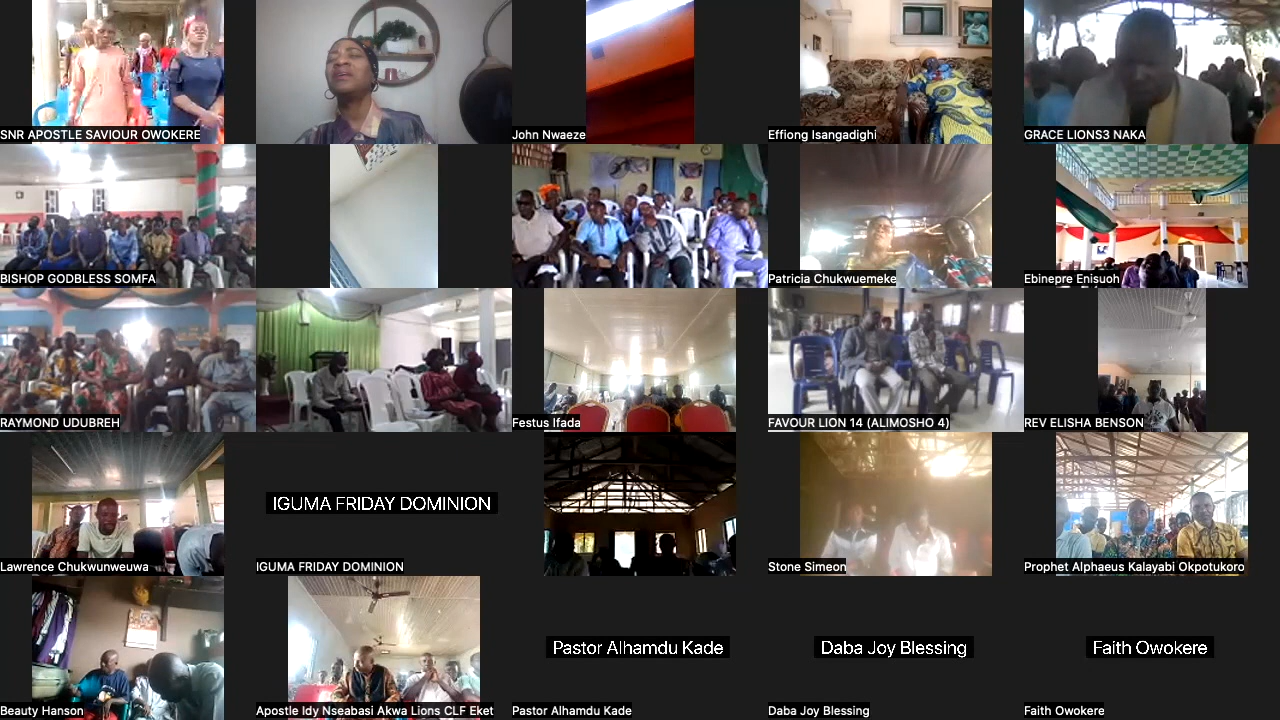 SNR APOSTLE SAVIOUR OWOKERE
John Nwaeze
Effiong Isangadighi
GRACE LIONS3 NAKA
BISHOP GODBLESS SOMFA
Patricia Chukwuemeke
Ebinepre Enisuoh
RAYMOND UDUBREH
Festus Ifada
FAVOUR LION 14 (ALIMOSHO 4)
REV ELISHA BENSON
Lawrence Chukwunweuwa
IGUMA FRIDAY DOMINION
IGUMA FRIDAY DOMINION
Stone Simeon
Prophet Alphaeus Kalayabi Okpotukoro
Beauty Hanson
Apostle Idy Nseabasi Akwa Lions CLF Eket
Pastor Alhamdu Kade
Pastor Alhamdu Kade
Daba Joy Blessing
Daba Joy Blessing
Faith Owokere
Faith Owokere